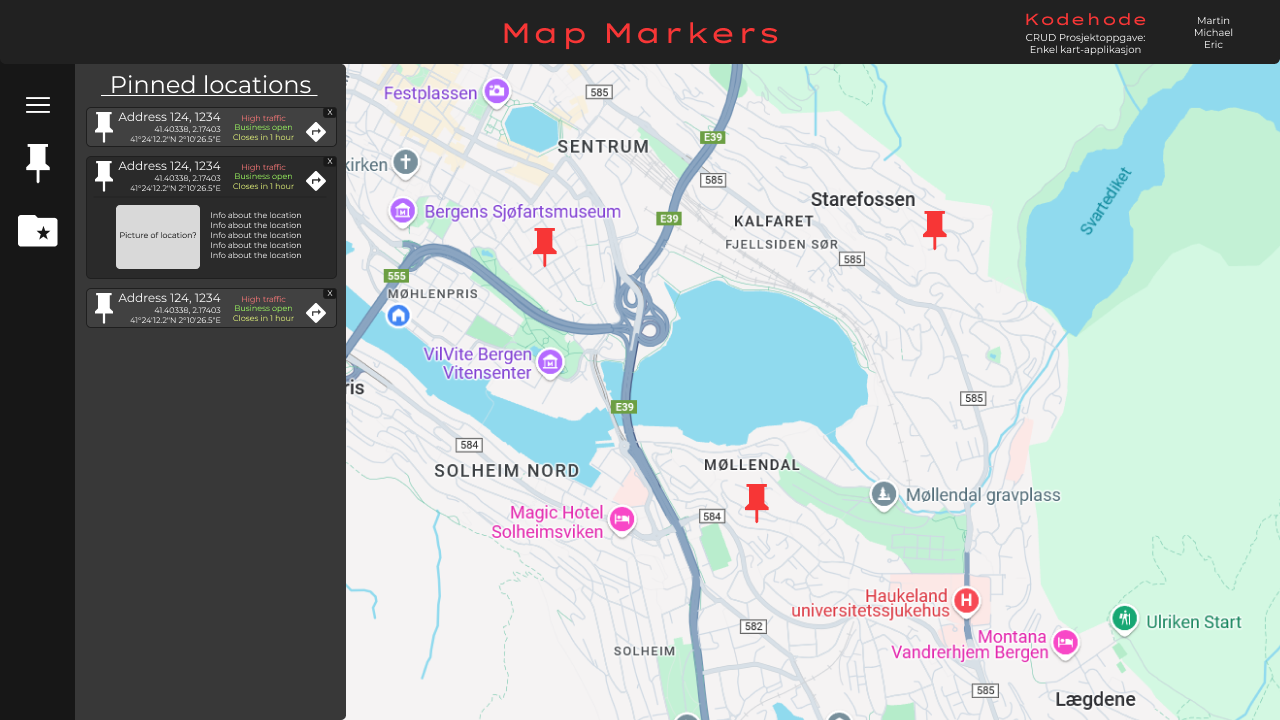 Map Markers
Kodehode
CRUD Prosjektoppgave:
Enkel kart-applikasjon
Martin
Michael
Eric
Pinned locations
Address 124, 1234
41.40338, 2.17403
41°24'12.2"N 2°10'26.5"E
High traffic
Business open
Closes in 1 hour
X
Address 124, 1234
41.40338, 2.17403
41°24'12.2"N 2°10'26.5"E
High traffic
Business open
Closes in 1 hour
X
Picture of location?
Info about the location
Info about the location
Info about the location
Info about the location
Info about the location
Address 124, 1234
41.40338, 2.17403
41°24'12.2"N 2°10'26.5"E
High traffic
Business open
Closes in 1 hour
X
Festplassen
585
E39
SENTRUM
kirken
585
Svartediket
Starefossen
Bergens Sjøfartsmuseum
E39
KALFARET
FJELLSIDEN SØR
585
555
MØHLENPRIS
VilVite Bergen
Vitensenter
ris
585
E39
584
SOLHEIM NORD
MØLLENDAL
Møllendal gravplass
Magic Hotel
Solheimsviken
584
Haukeland
universitetssjukehus
H
582
Ulriken Start
Montana
Vandrerhjem Bergen
SOLHEIM
585
Lægdene